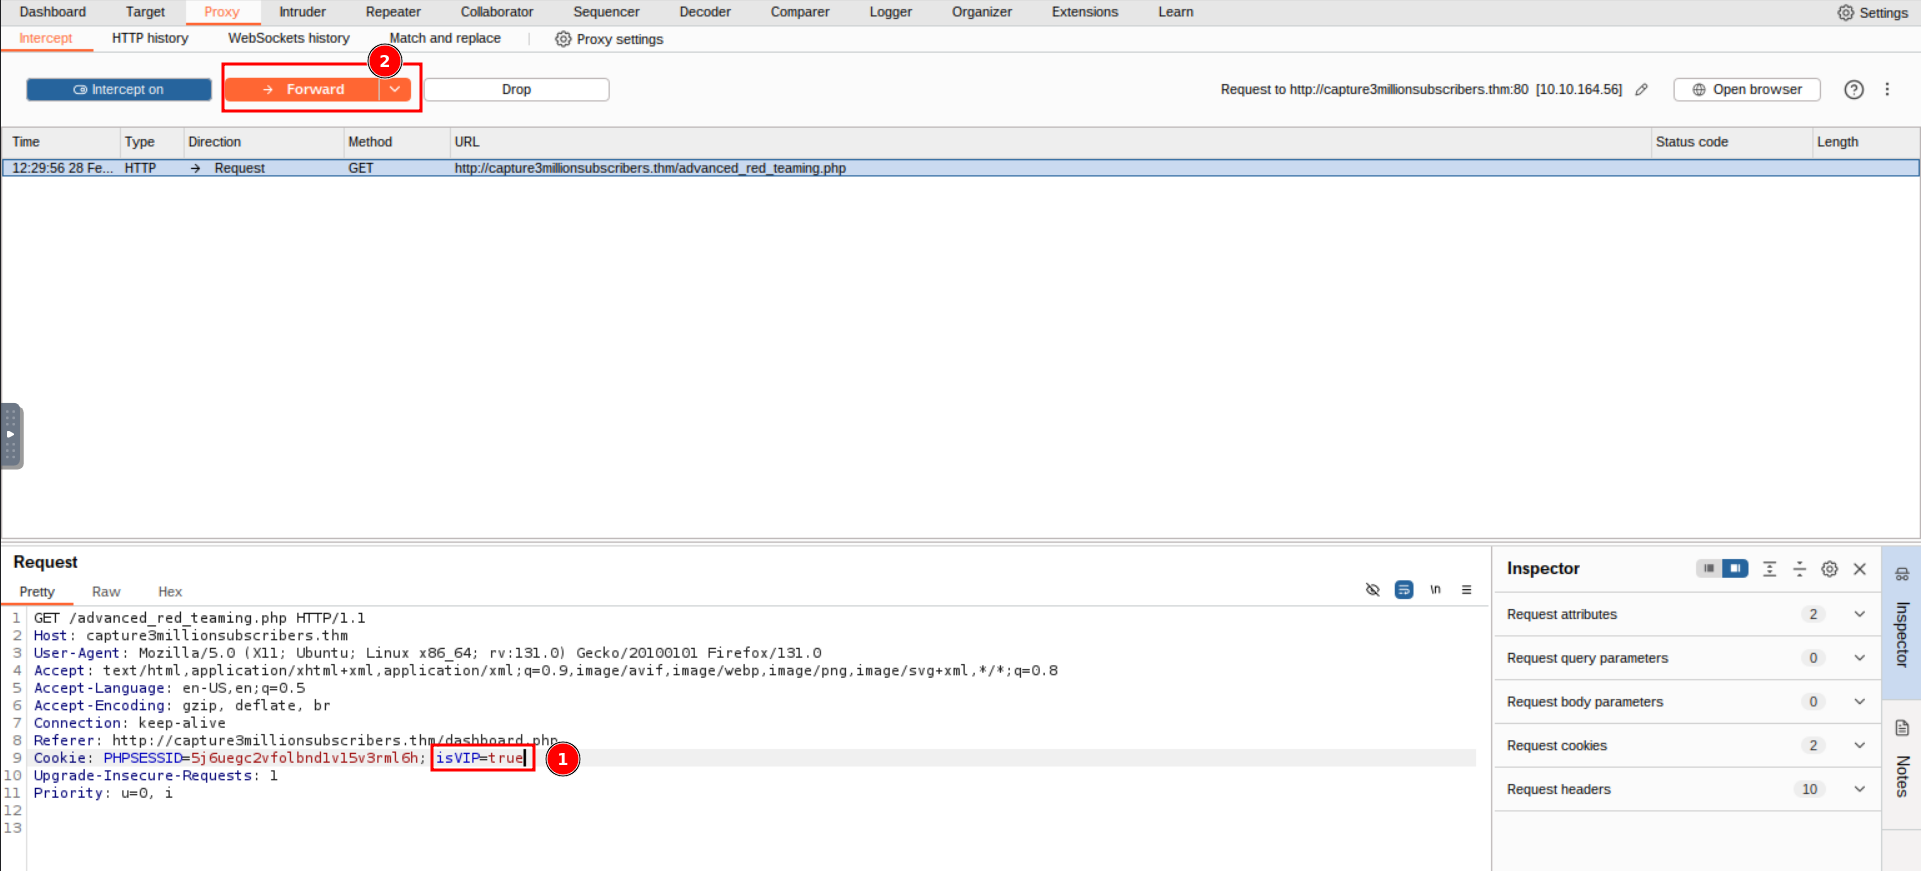 Dashboard Target Proxy Intruder Repeater Collaborator Sequencer Decoder Comparer Logger Organizer Extensions Learn Settings
Intercept HTTP history WebSockets history Match and replace Proxy settings
2
Intercept on Forward Drop Request to http://capture3millionsubscribers.thm:80 [10.10.164.56] Open browser
Time Type Direction Method URL Status code Length
12:29:56 28 Fe... HTTP → Request GET http://capture3millionsubscribers.thm/advanced_red_teaming.php
Request
Pretty Raw Hex \n
1 GET /advanced_red_teaming.php HTTP/1.1
2 Host: capture3millionsubscribers.thm
3 User-Agent: Mozilla/5.0 (X11; Ubuntu; Linux x86_64; rv:131.0) Gecko/20100101 Firefox/131.0
4 Accept: text/html,application/xhtml+xml,application/xml;q=0.9,image/avif,image/webp,image/png,image/svg+xml,*/*;q=0.8
5 Accept-Language: en-US,en;q=0.5
6 Accept-Encoding: gzip, deflate, br
7 Connection: keep-alive
8 Referer: http://capture3millionsubscribers.thm/dashboard.php
9 Cookie: PHPSESSID=5j6uegc2vfolbnd1v15v3rml6h; isVIP=true 1
10 Upgrade-Insecure-Requests: 1
11 Priority: u=0, i
12
13
Inspector
Request attributes 2
Request query parameters 0
Request body parameters 0
Request cookies 2
Request headers 10
Inspector
Notes